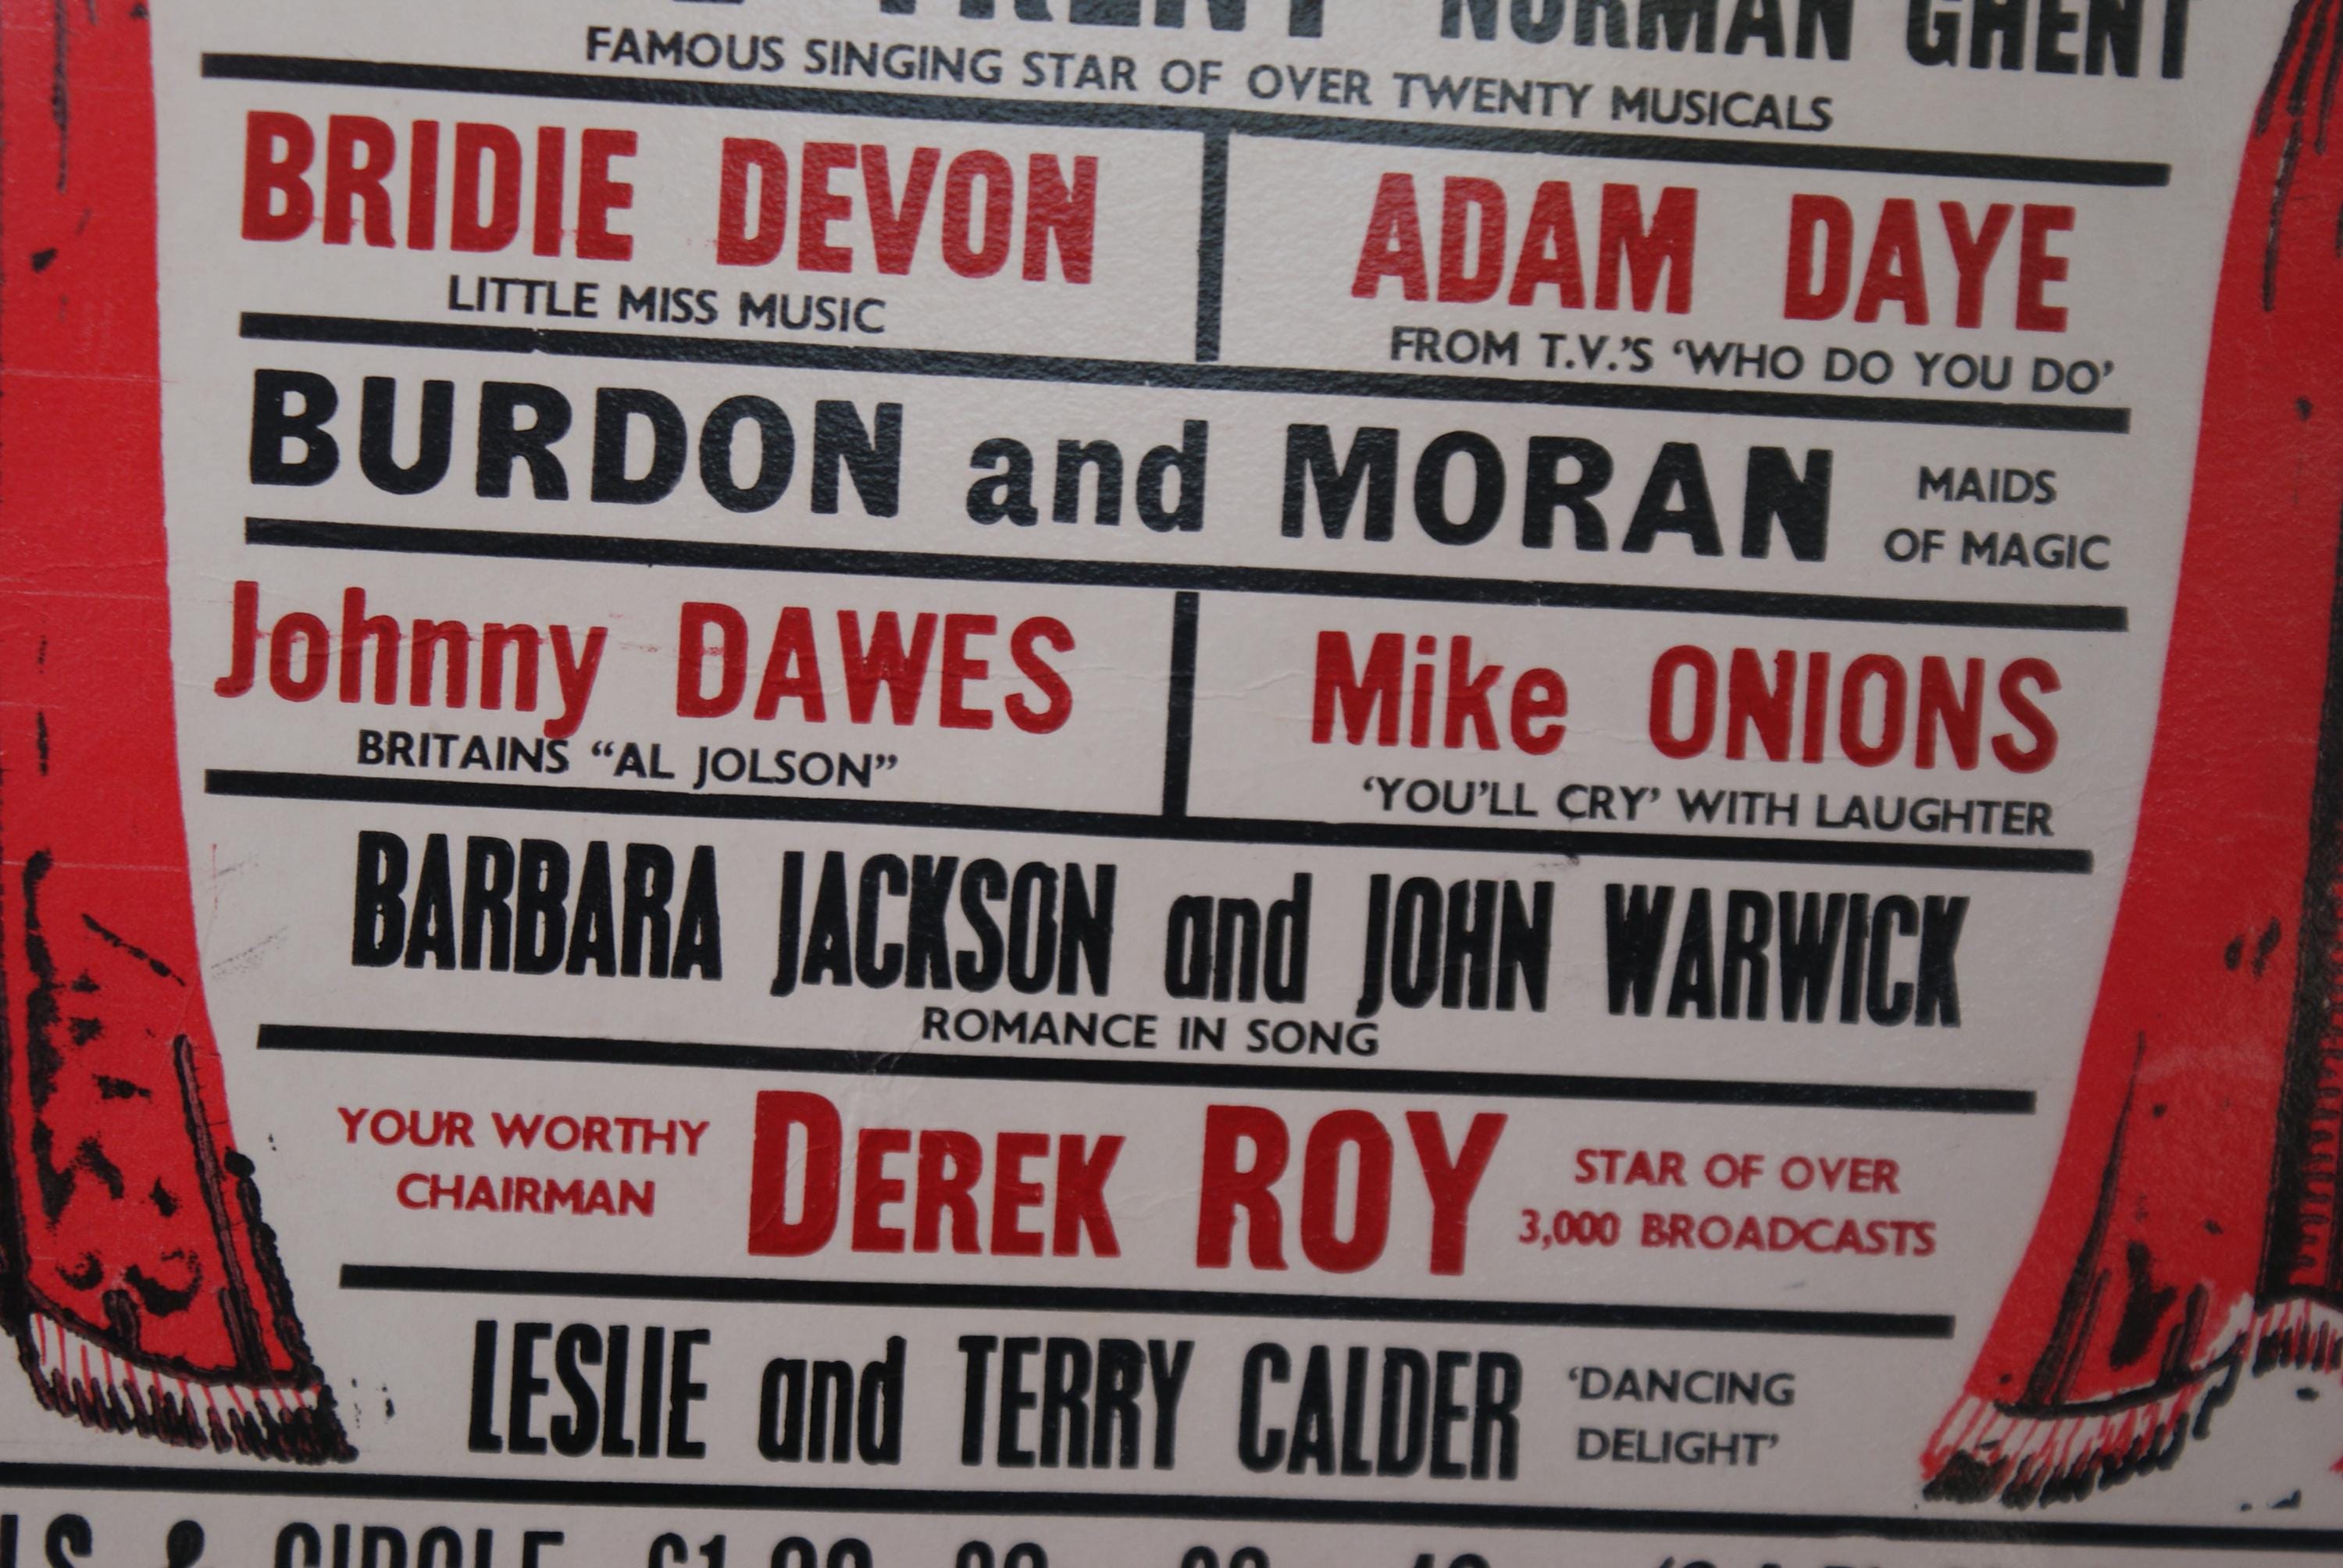 TRENT NORMAN GHENT
FAMOUS SINGING STAR OF OVER TWENTY MUSICALS
BRIDIE DEVON
LITTLE MISS MUSIC
ADAM DAYE
FROM T.V.'S ‘WHO DO YOU DO’
BURDON and MORAN
MAIDS
OF MAGIC
Johnny DAWES
BRITAINS “AL JOLSON”
Mike ONIONS
‘YOU'LL CRY’ WITH LAUGHTER
BARBARA JACKSON and JOHN WARWICK
ROMANCE IN SONG
YOUR WORTHY
CHAIRMAN
DEREK ROY
STAR OF OVER
3,000 BROADCASTS
LESLIE and TERRY CALDER
‘DANCING
DELIGHT’
& CIRCLE